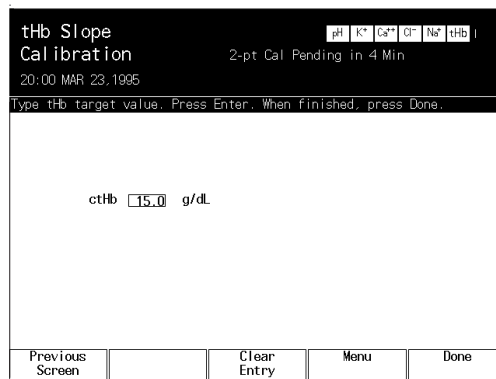 tHb Slope
Calibration
pH K+ Ca++ Cl- Na+ tHb
2-pt Cal Pending in 4 Min
20:00 MAR 23,1995
Type tHb target value. Press Enter. When finished, press Done.
ctHb 15.0 g/dL
Previous Screen
Clear Entry
Menu
Done